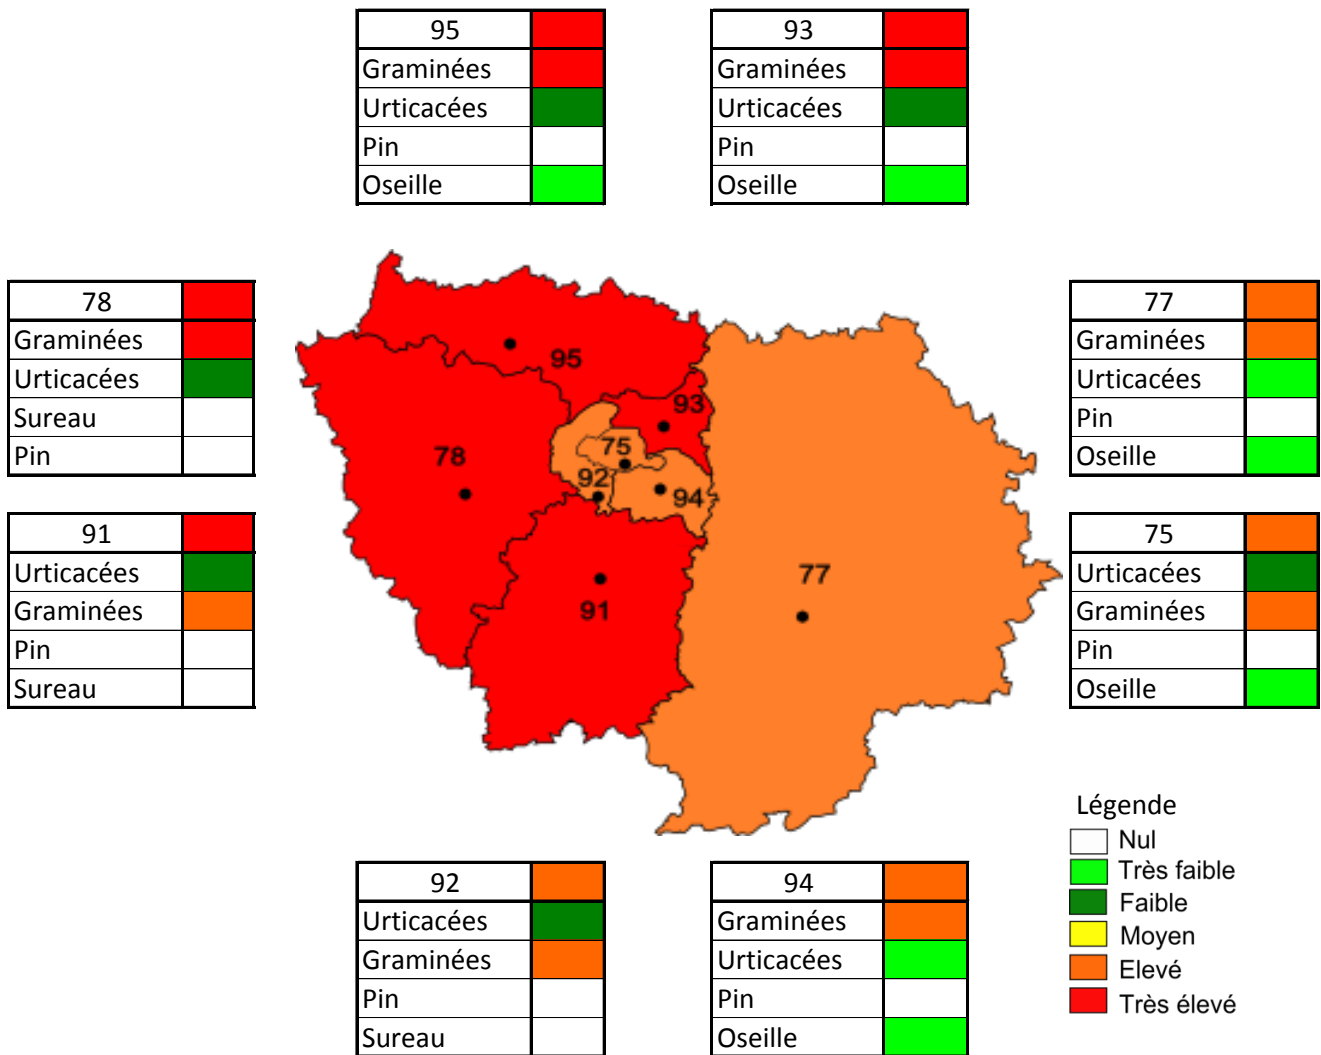 95
Graminées
Urticacées
Pin
Oseille
93
Graminées
Urticacées
Pin
Oseille
78
Graminées
Urticacées
Sureau
Pin
91
Urticacées
Graminées
Pin
Sureau
95
93
78
75
92
94
77
91
77
Graminées
Urticacées
Pin
Oseille
75
Urticacées
Graminées
Pin
Oseille
92
Urticacées
Graminées
Pin
Sureau
94
Graminées
Urticacées
Pin
Oseille
Légende
Nul
Très faible
Faible
Moyen
Elevé
Très élevé